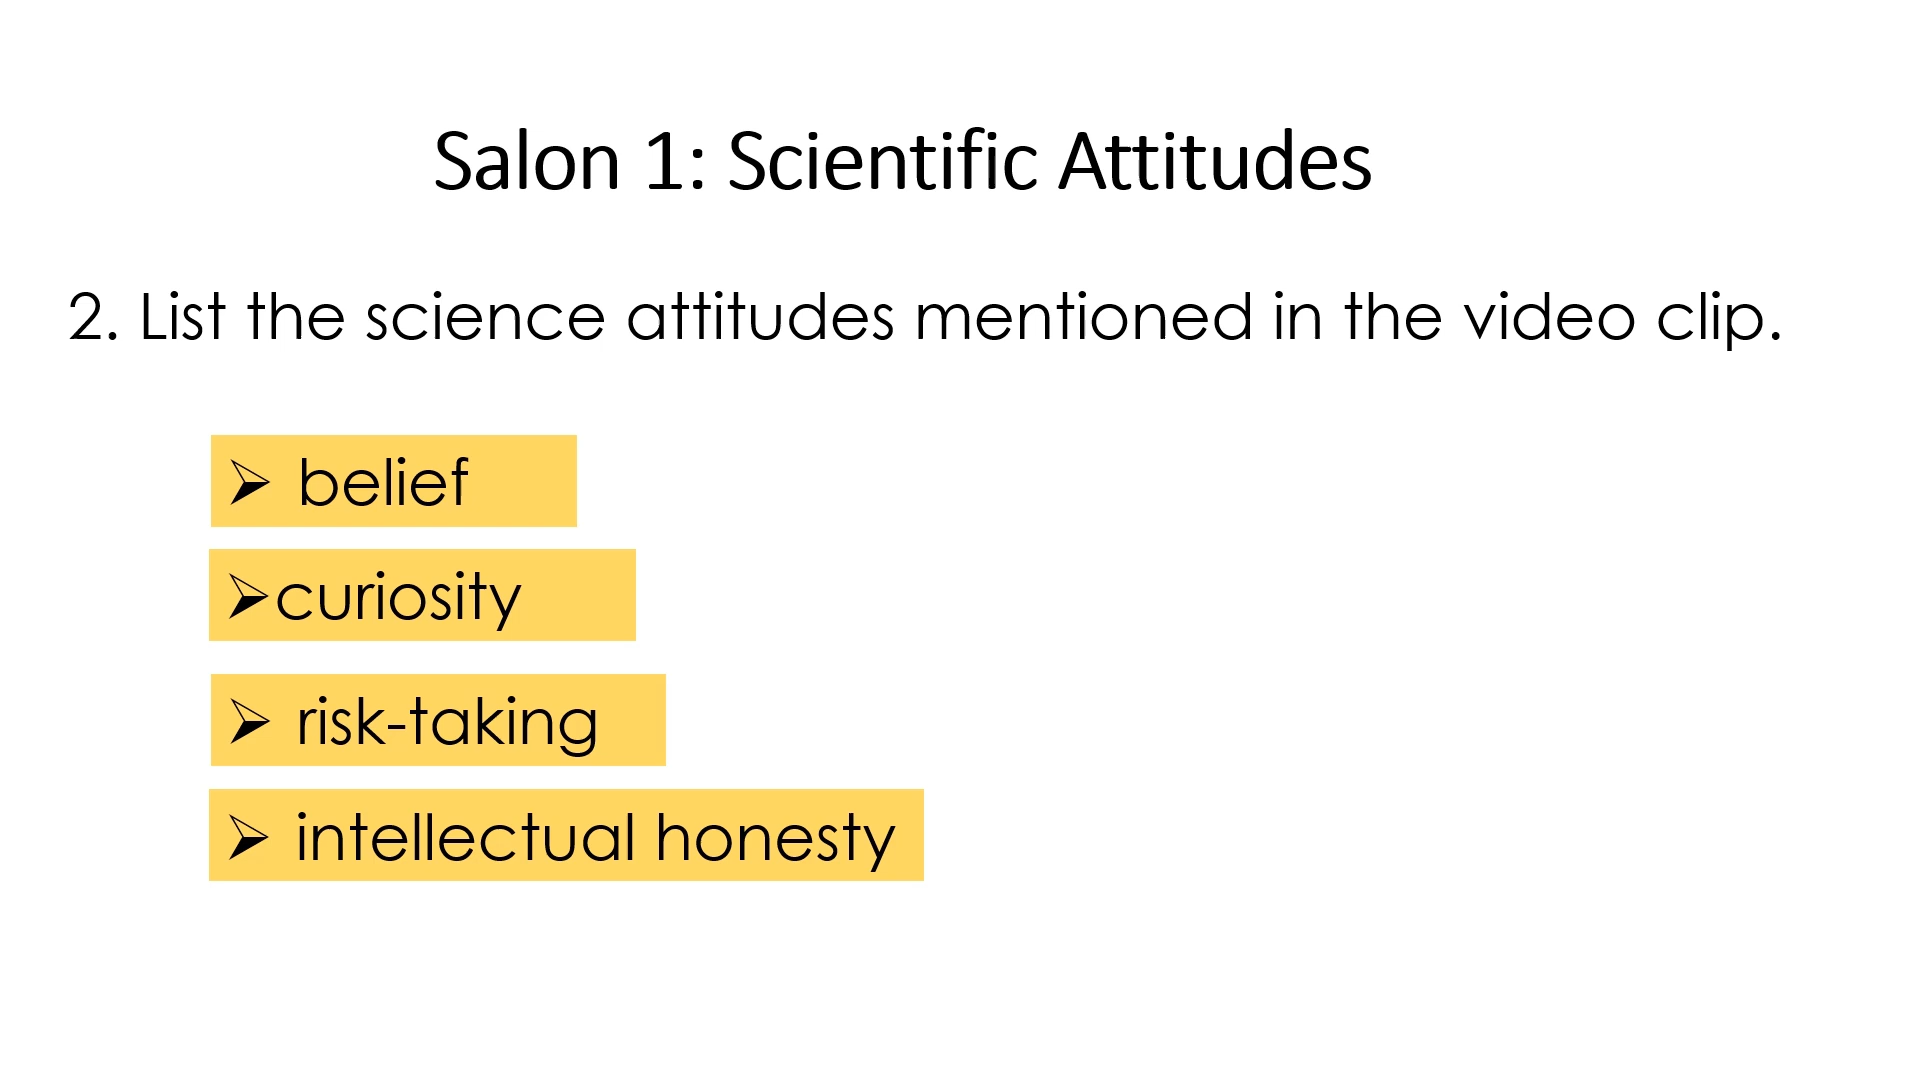 Salon 1: Scientific Attitudes
2. List the science attitudes mentioned in the video clip.
➢ belief
➢curiosity
➢ risk-taking
➢ intellectual honesty